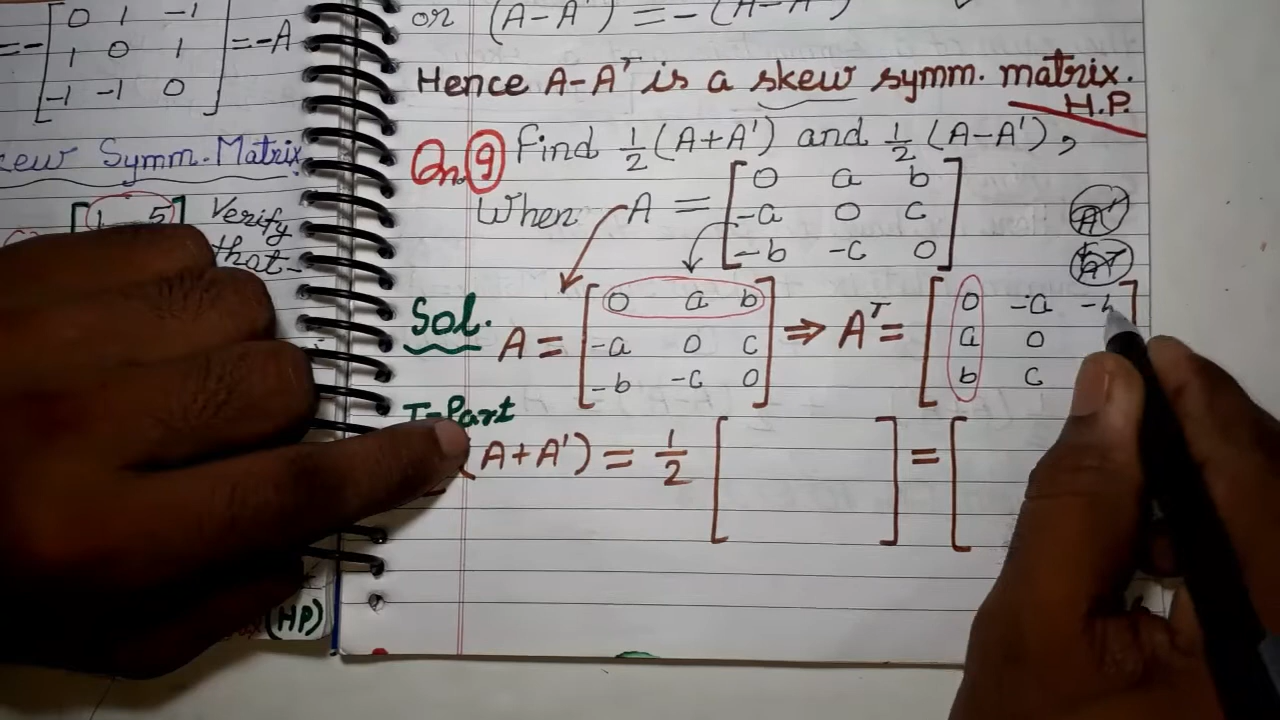 = - [ 0 1 -1
1 0 1
-1 -1 0 ] = -A
Symm. Matrix
Verify
that-
(HP)
or (A-A') = -
Hence A-Aᵀ is a skew symm. matrix.
H.P.
Qn. 9 Find 1/2 (A+A') and 1/2 (A-A'),
When A = [ 0 a b
-a 0 c
-b -c 0 ]
Sol. A = [ 0 a b
-a 0 c
-b -c 0 ] ⇒ Aᵀ = [ 0 -a -b
a 0
b c ]
I-Part
(A+A') = 1/2 [ ] = [